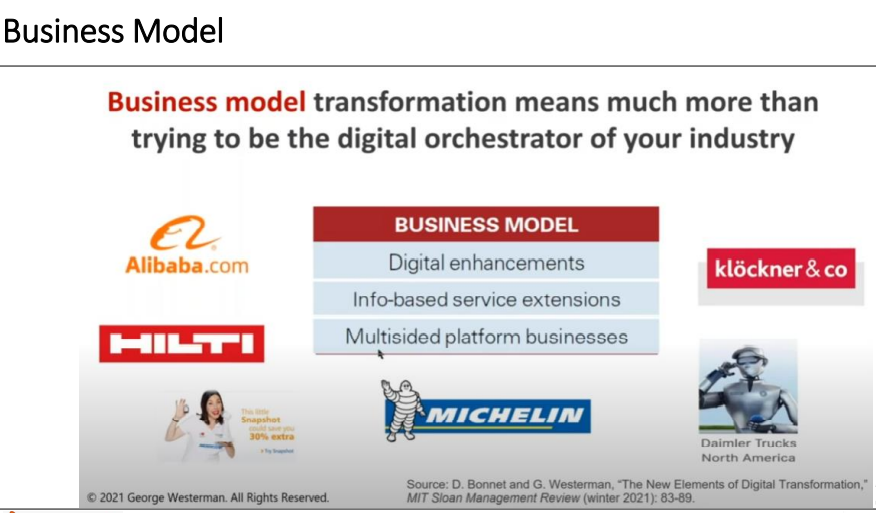 Business Model
Business model transformation means much more than
trying to be the digital orchestrator of your industry
Alibaba.com
BUSINESS MODEL
Digital enhancements
Info-based service extensions
Multisided platform businesses
klöckner & co
HILTI
This little
Snapshot
could save you
30% extra
> Try Snapshot
MICHELIN
Daimler Trucks
North America
© 2021 George Westerman. All Rights Reserved.
Source: D. Bonnet and G. Westerman, "The New Elements of Digital Transformation,"
MIT Sloan Management Review (winter 2021): 83-89.